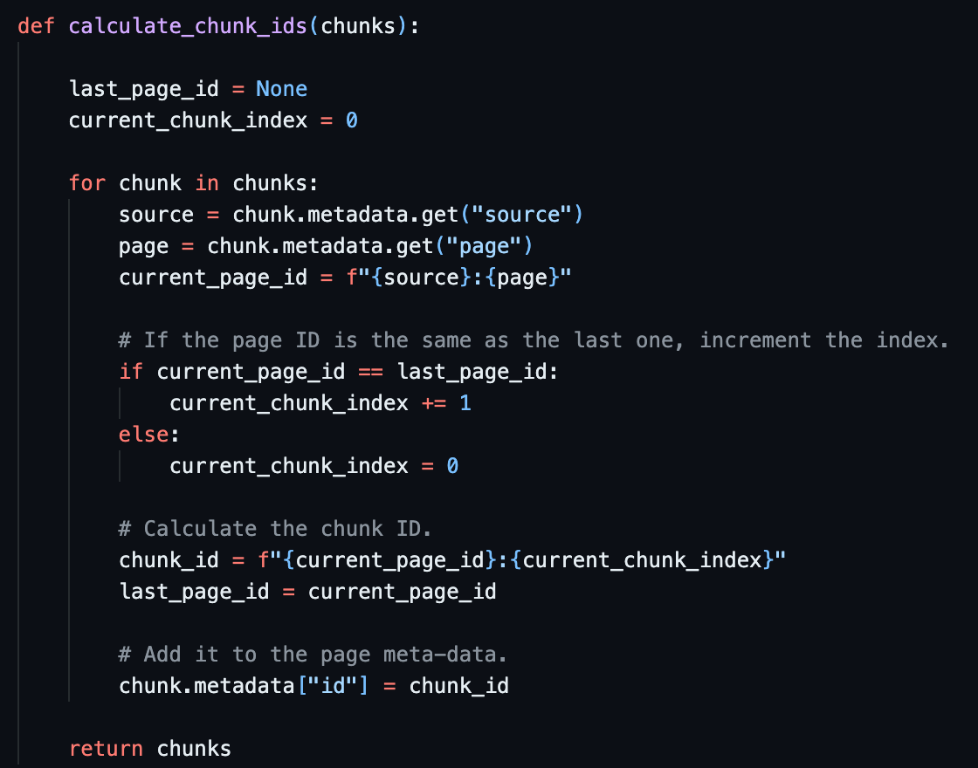 def calculate_chunk_ids(chunks):
last_page_id = None
current_chunk_index = 0
for chunk in chunks:
source = chunk.metadata.get("source")
page = chunk.metadata.get("page")
current_page_id = f"{source}:{page}"
# If the page ID is the same as the last one, increment the index.
if current_page_id == last_page_id:
current_chunk_index += 1
else:
current_chunk_index = 0
# Calculate the chunk ID.
chunk_id = f"{current_page_id}:{current_chunk_index}"
last_page_id = current_page_id
# Add it to the page meta-data.
chunk.metadata["id"] = chunk_id
return chunks